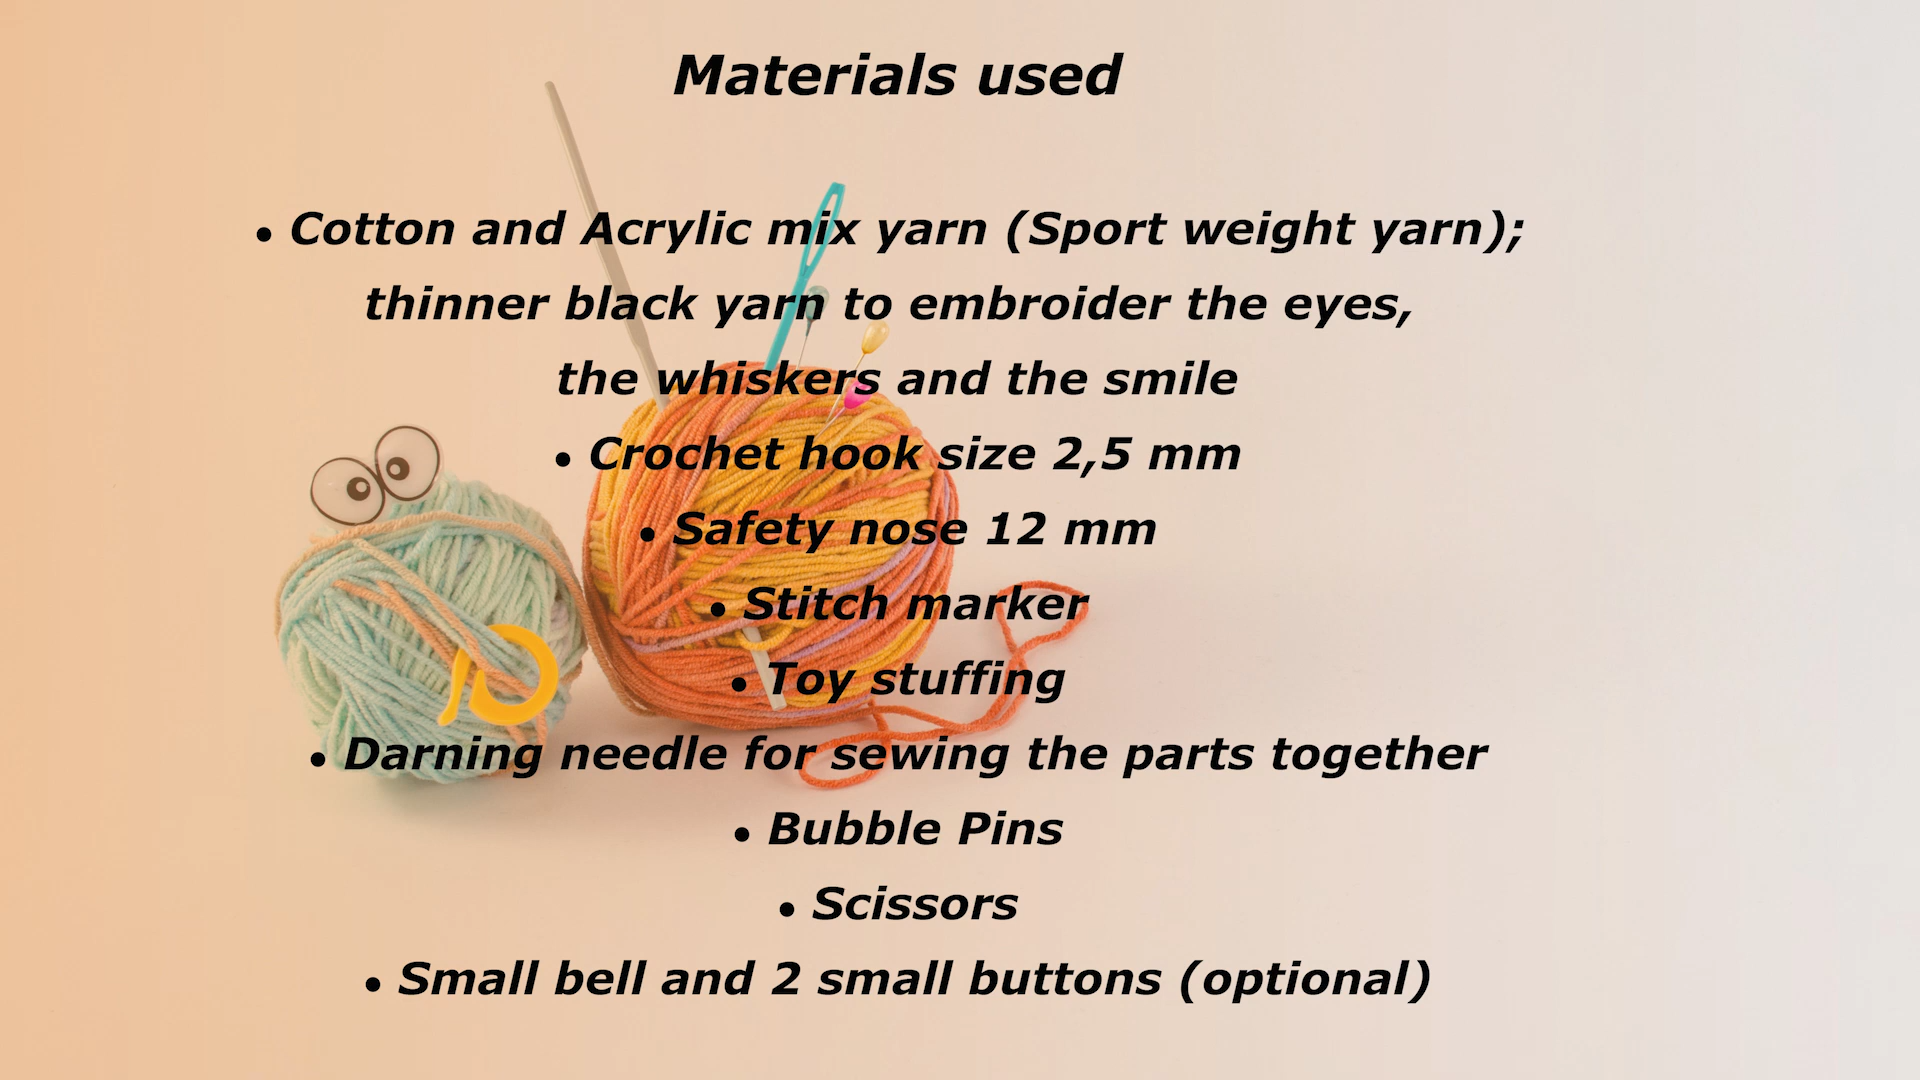 Materials used
• Cotton and Acrylic mix yarn (Sport weight yarn);
thinner black yarn to embroider the eyes,
the whiskers and the smile
• Crochet hook size 2,5 mm
• Safety nose 12 mm
• Stitch marker
• Toy stuffing
• Darning needle for sewing the parts together
• Bubble Pins
• Scissors
• Small bell and 2 small buttons (optional)